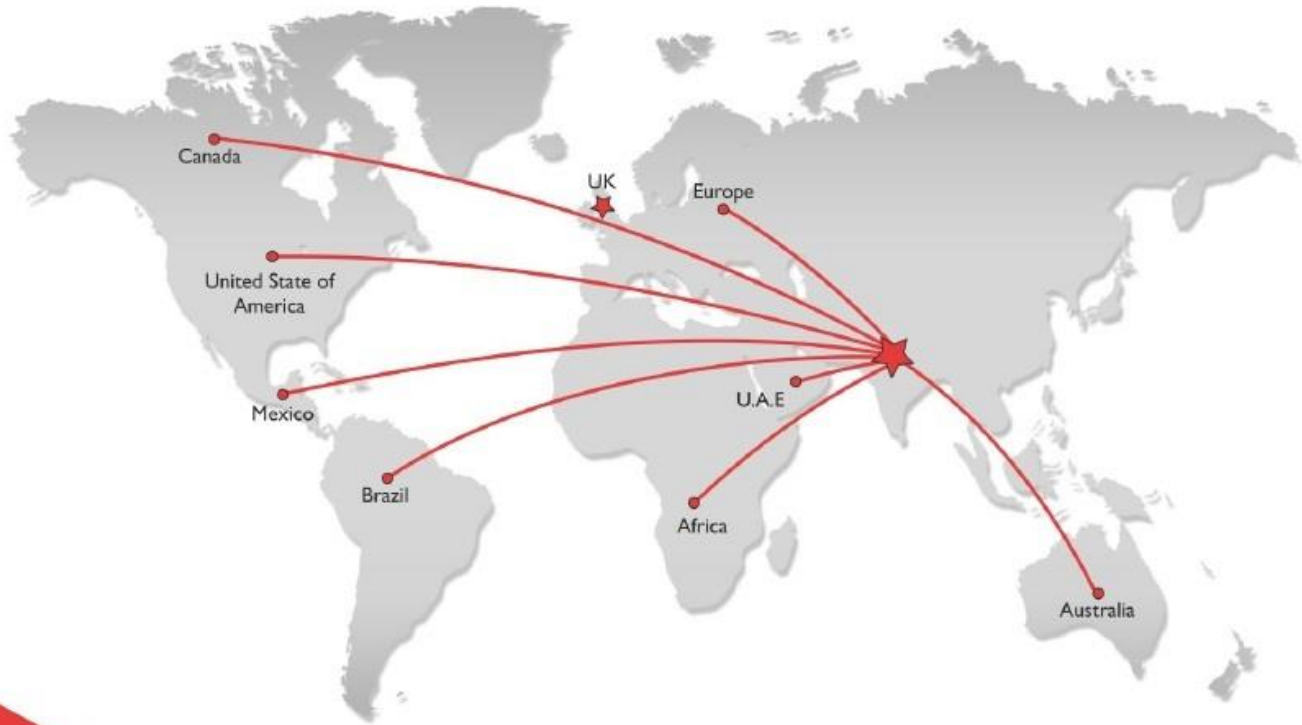 Canada
UK
Europe
United State of
America
U.A.E
Mexico
Brazil
Africa
Australia